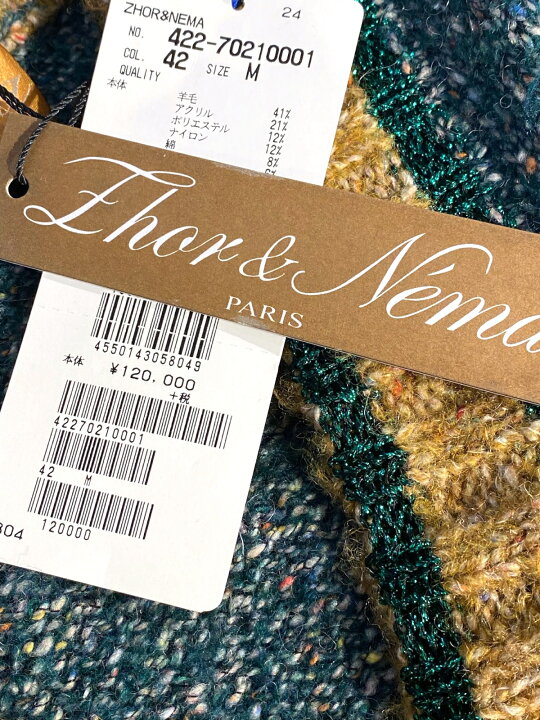 ZHOR&NEMA
24
NO. 422-70210001
COL. 42 SIZE M
QUALITY
本体
羊毛 41%
アクリル 21%
ポリエステル 12%
ナイロン 12%
綿 8%
Zhor & Néma
PARIS
4550143058049
本体 ¥120,000
+税
42270210001
42 M
120000